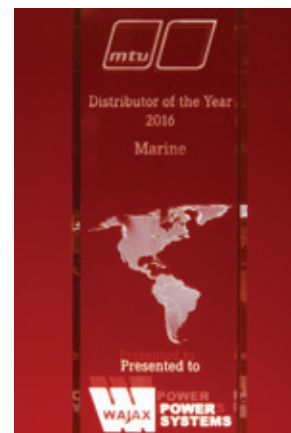 mtu
Distributor of the Year
2016
Marine
Presented to
WAJAX
POWER
SYSTEMS